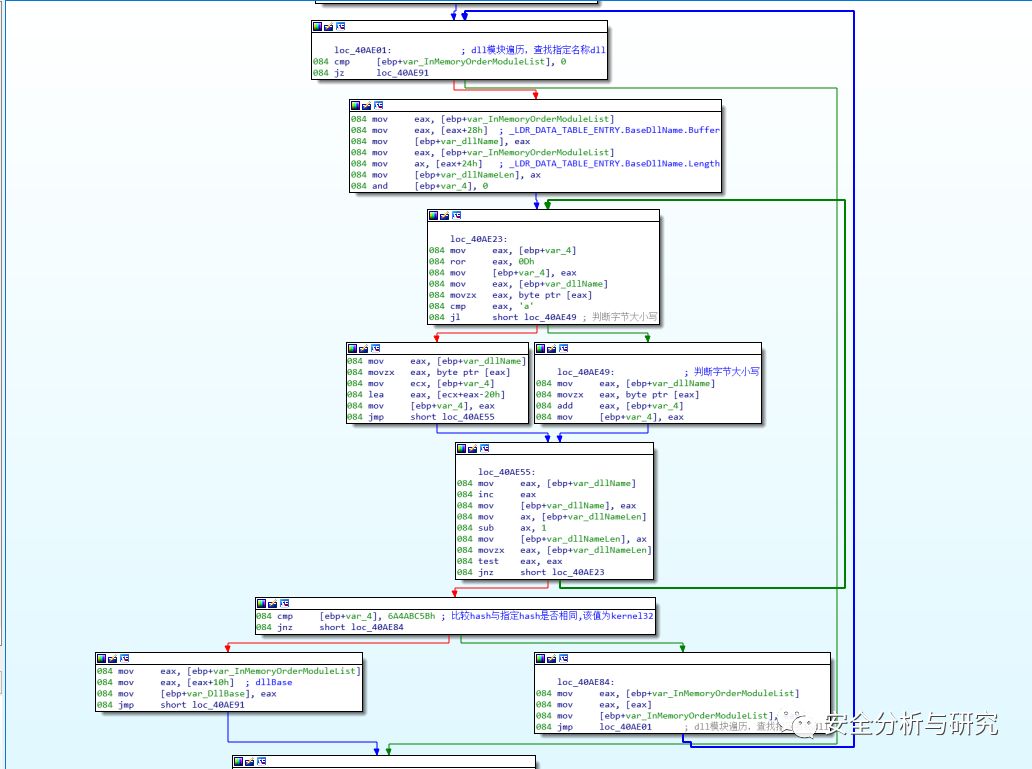 loc_40AE01: ; dll模块遍历，查找指定名称dll
084 cmp [ebp+var_InMemoryOrderModuleList], 0
084 jz loc_40AE91
084 mov eax, [ebp+var_InMemoryOrderModuleList]
084 mov eax, [eax+28h] ; _LDR_DATA_TABLE_ENTRY.BaseDllName.Buffer
084 mov [ebp+var_dllName], eax
084 mov eax, [ebp+var_InMemoryOrderModuleList]
084 mov ax, [eax+24h] ; _LDR_DATA_TABLE_ENTRY.BaseDllName.Length
084 mov [ebp+var_dllNameLen], ax
084 and [ebp+var_4], 0
loc_40AE23:
084 mov eax, [ebp+var_4]
084 ror eax, 0Dh
084 mov [ebp+var_4], eax
084 mov eax, [ebp+var_dllName]
084 movzx eax, byte ptr [eax]
084 cmp eax, 'a'
084 jl short loc_40AE49 ; 判断字节大小写
084 mov eax, [ebp+var_dllName]
084 movzx eax, byte ptr [eax]
084 mov ecx, [ebp+var_4]
084 lea eax, [ecx+eax-20h]
084 mov [ebp+var_4], eax
084 jmp short loc_40AE55
loc_40AE49: ; 判断字节大小写
084 mov eax, [ebp+var_dllName]
084 movzx eax, byte ptr [eax]
084 add eax, [ebp+var_4]
084 mov [ebp+var_4], eax
loc_40AE55:
084 mov eax, [ebp+var_dllName]
084 inc eax
084 mov [ebp+var_dllName], eax
084 mov ax, [ebp+var_dllNameLen]
084 sub ax, 1
084 mov [ebp+var_dllNameLen], ax
084 movzx eax, [ebp+var_dllNameLen]
084 test eax, eax
084 jnz short loc_40AE23
084 cmp [ebp+var_4], 6A4ABC5Bh ; 比较hash与指定hash是否相同,该值为kernel32
084 jnz short loc_40AE84
084 mov eax, [ebp+var_InMemoryOrderModuleList]
084 mov eax, [eax+10h] ; dllBase
084 mov [ebp+var_DllBase], eax
084 jmp short loc_40AE91
loc_40AE84:
084 mov eax, [ebp+var_InMemoryOrderModuleList]
084 mov eax, [eax]
084 mov [ebp+var_InMemoryOrderModuleList],
084 jmp loc_40AE01 ; dll模块遍历，查找
安全分析与研究